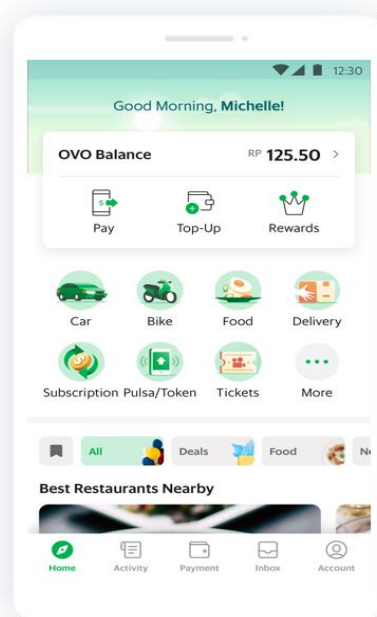 12:30
Good Morning, Michelle!
OVO Balance RP 125.50 >
Pay Top-Up Rewards
Car Bike Food Delivery
Subscription Pulsa/Token Tickets More
All Deals Food
Best Restaurants Nearby
Home Activity Payment Inbox Account